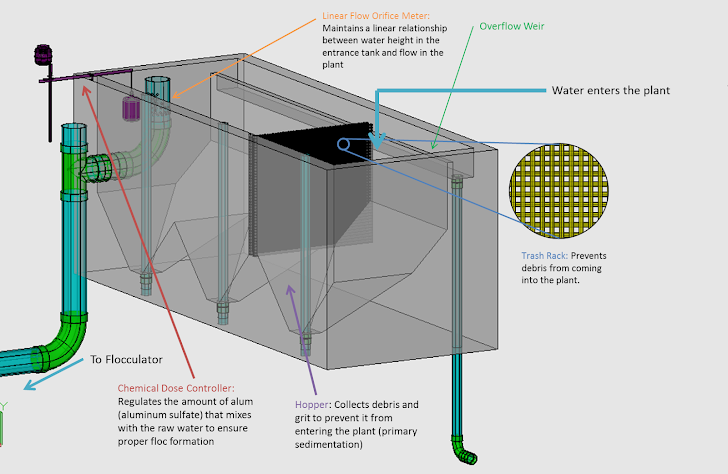 Linear Flow Orifice Meter:
Maintains a linear relationship
between water height in the
entrance tank and flow in the
plant
Overflow Weir
Water enters the plant
Trash Rack: Prevents
debris from coming
into the plant.
To Flocculator
Chemical Dose Controller:
Regulates the amount of alum
(aluminum sulfate) that mixes
with the raw water to ensure
proper floc formation
Hopper: Collects debris and
grit to prevent it from
entering the plant (primary
sedimentation)
Y